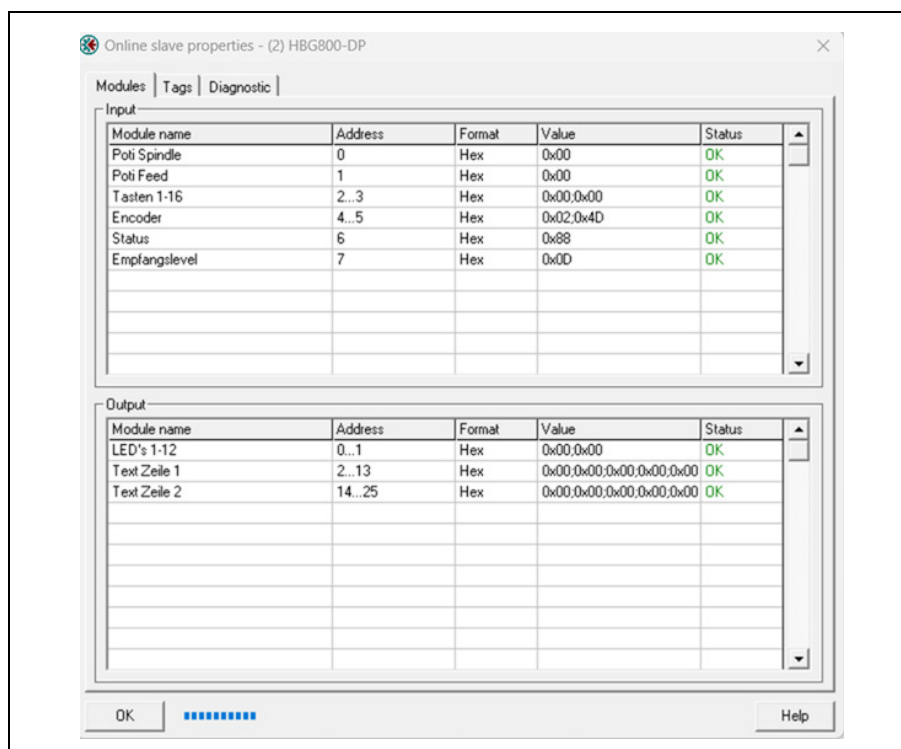 Online slave properties - (2) HBG800-DP
Modules Tags Diagnostic
Input
Module name Address Format Value Status
Poti Spindle 0 Hex 0x00 OK
Poti Feed 1 Hex 0x00 OK
Tasten 1-16 2...3 Hex 0x00;0x00 OK
Encoder 4...5 Hex 0x02;0x4D OK
Status 6 Hex 0x88 OK
Empfangslevel 7 Hex 0x0D OK
Output
Module name Address Format Value Status
LED's 1-12 0...1 Hex 0x00;0x00 OK
Text Zeile 1 2...13 Hex 0x00;0x00;0x00;0x00;0x00 OK
Text Zeile 2 14...25 Hex 0x00;0x00;0x00;0x00;0x00 OK
OK Help